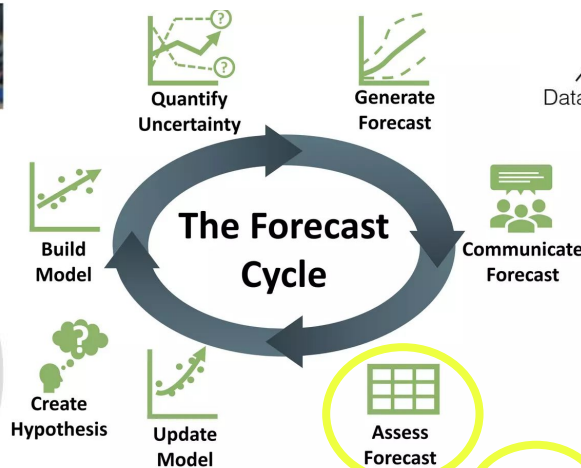 Quantify
Uncertainty
Generate
Forecast
Data
Build
Model
The Forecast
Cycle
Communicate
Forecast
Create
Hypothesis
Update
Model
Assess
Forecast
?
?
?